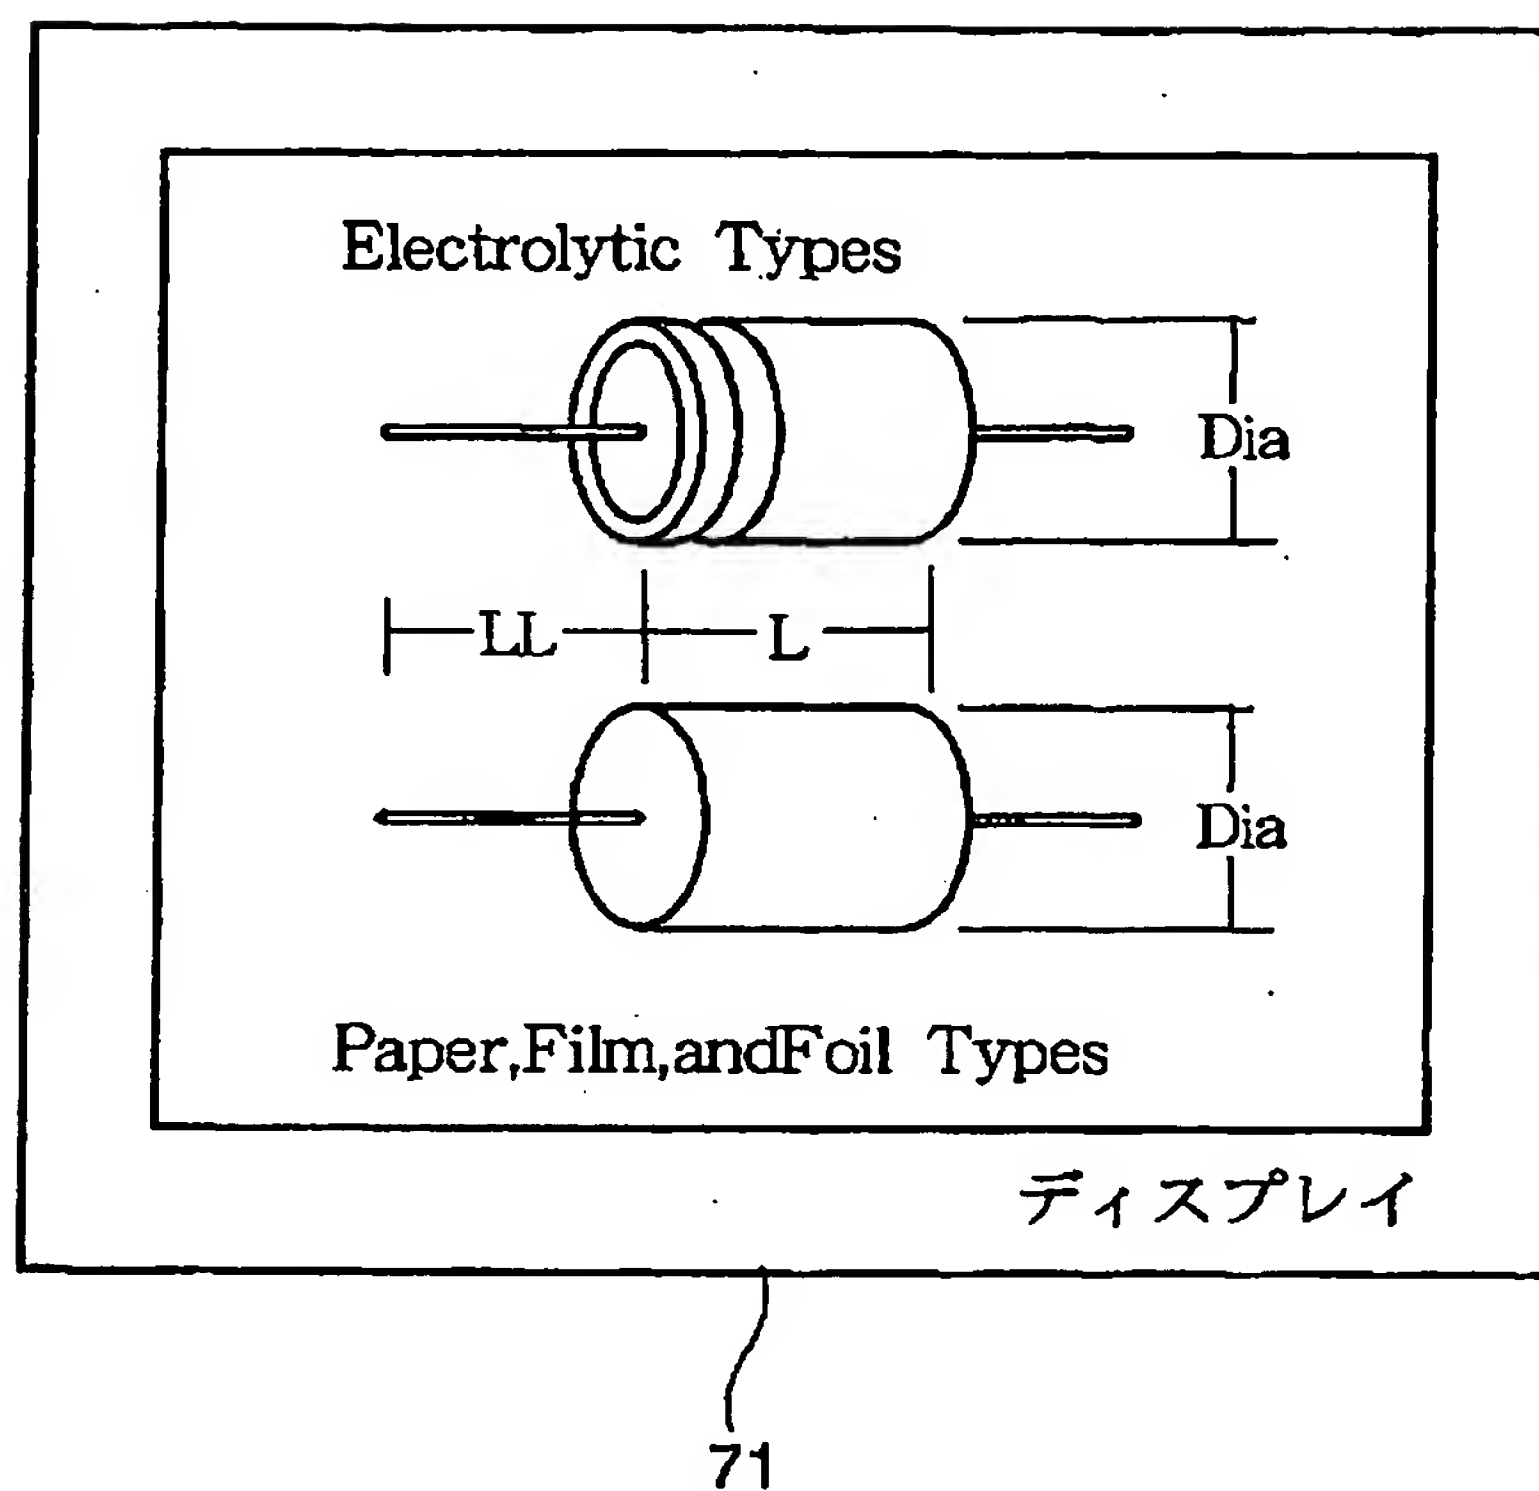 Electrolytic Types
Dia
LL L
Dia
Paper,Film,andFoil Types
ディスプレイ
71